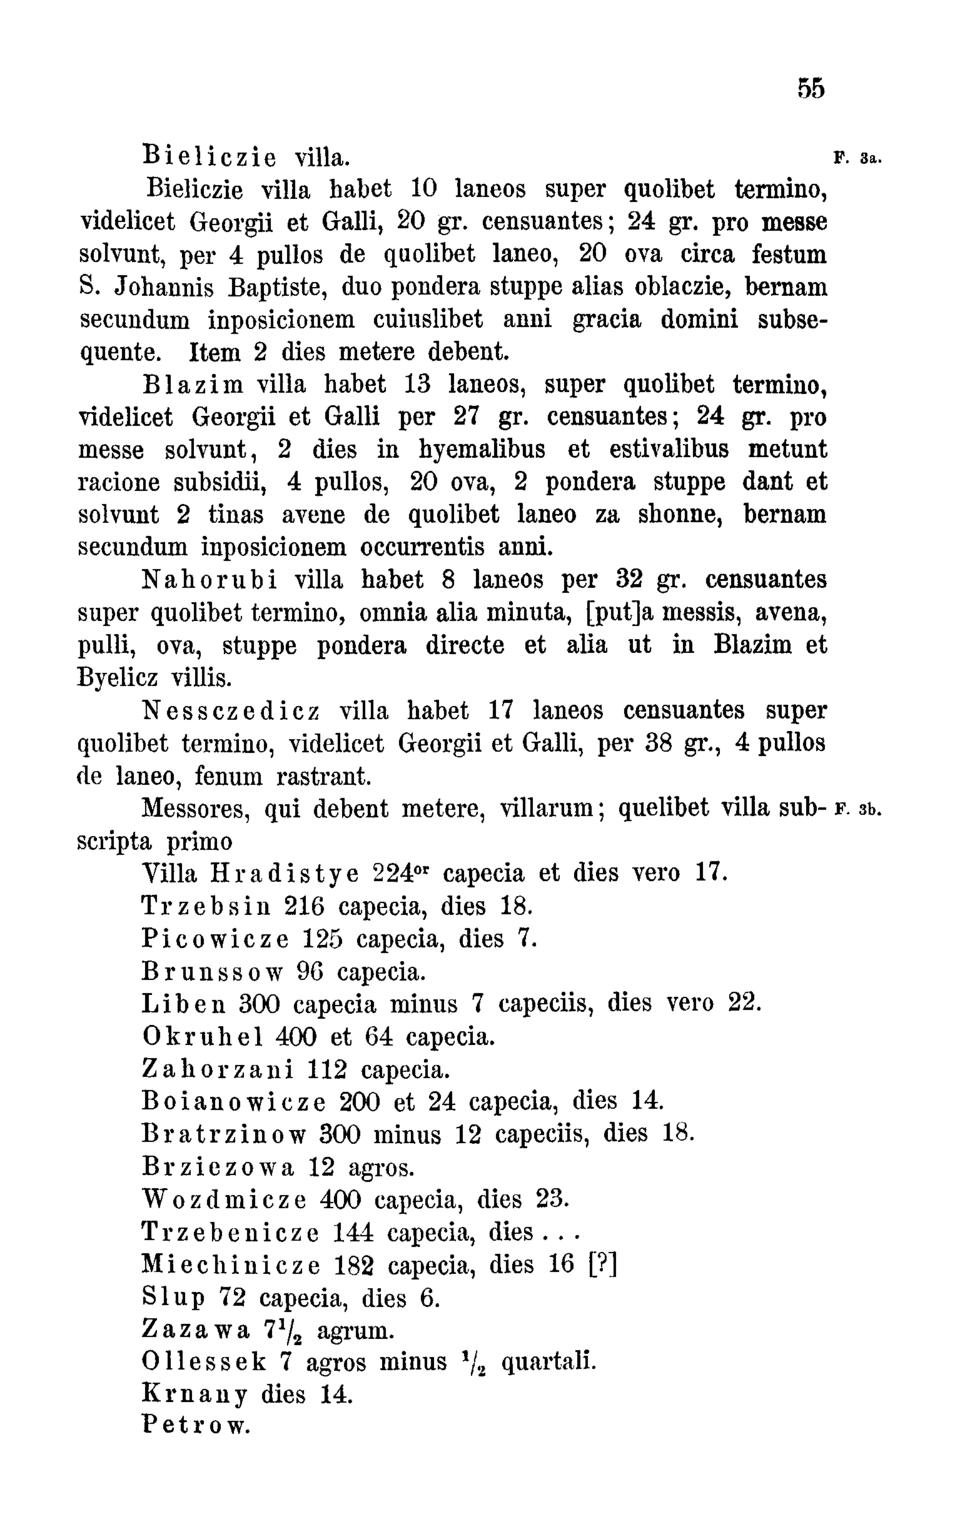 55
Bieliczie villa. F. 3a.
Bieliczie villa habet 10 laneos super quolibet termino,
videlicet Georgii et Galli, 20 gr. censuantes; 24 gr. pro messe
solvunt, per 4 pullos de quolibet laneo, 20 ova circa festum
S. Johannis Baptiste, duo pondera stuppe alias oblaczie, bernam
secundum inposicionem cuiuslibet anni gracia domini subse-
quente. Item 2 dies metere debent.
Blazim villa habet 13 laneos, super quolibet termino,
videlicet Georgii et Galli per 27 gr. censuantes; 24 gr. pro
messe solvunt, 2 dies in hyemalibus et estivalibus metunt
racione subsidii, 4 pullos, 20 ova, 2 pondera stuppe dant et
solvunt 2 tinas avene de quolibet laneo za shonne, bernam
secundum inposicionem occurrentis anni.
Nahorubi villa habet 8 laneos per 32 gr. censuantes
super quolibet termino, omnia alia minuta, [put]a messis, avena,
pulli, ova, stuppe pondera directe et alia ut in Blazim et
Byelicz villis.
Nessczedicz villa habet 17 laneos censuantes super
quolibet termino, videlicet Georgii et Galli, per 38 gr., 4 pullos
de laneo, fenum rastrant.
Messores, qui debent metere, villarum; quelibet villa sub- F. 3b.
scripta primo
Villa Hradistye 224ᵒʳ capecia et dies vero 17.
Trzebsin 216 capecia, dies 18.
Picowicze 125 capecia, dies 7.
Brunssow 96 capecia.
Liben 300 capecia minus 7 capeciis, dies vero 22.
Okruhel 400 et 64 capecia.
Zahorzani 112 capecia.
Boianowicze 200 et 24 capecia, dies 14.
Bratrzinow 300 minus 12 capeciis, dies 18.
Brziezowa 12 agros.
Wozdmicze 400 capecia, dies 23.
Trzebenicze 144 capecia, dies . . .
Miechinicze 182 capecia, dies 16 [?]
Slup 72 capecia, dies 6.
Zazawa 7¹/₂ agrum.
Ollessek 7 agros minus ¹/₂ quartali.
Krnany dies 14.
Petrow.